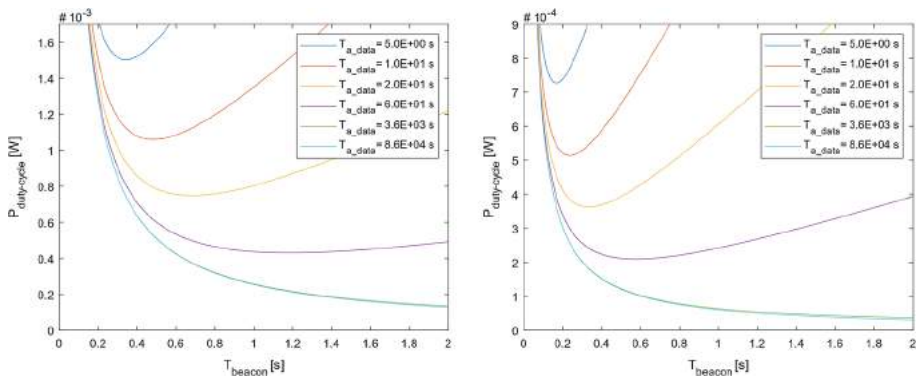 # 10⁻³
1.6
1.4
1.2
1
0.8
0.6
0.4
0.2
0
P_duty-cycle [W]
T_a_data = 5.0E+00 s
T_a_data = 1.0E+01 s
T_a_data = 2.0E+01 s
T_a_data = 6.0E+01 s
T_a_data = 3.6E+03 s
T_a_data = 8.6E+04 s
0 0.2 0.4 0.6 0.8 1 1.2 1.4 1.6 1.8 2
T_beacon [s]
# 10⁻⁴
9
8
7
6
5
4
3
2
1
0
P_duty-cycle [W]
T_a_data = 5.0E+00 s
T_a_data = 1.0E+01 s
T_a_data = 2.0E+01 s
T_a_data = 6.0E+01 s
T_a_data = 3.6E+03 s
T_a_data = 8.6E+04 s
0 0.2 0.4 0.6 0.8 1 1.2 1.4 1.6 1.8 2
T_beacon [s]